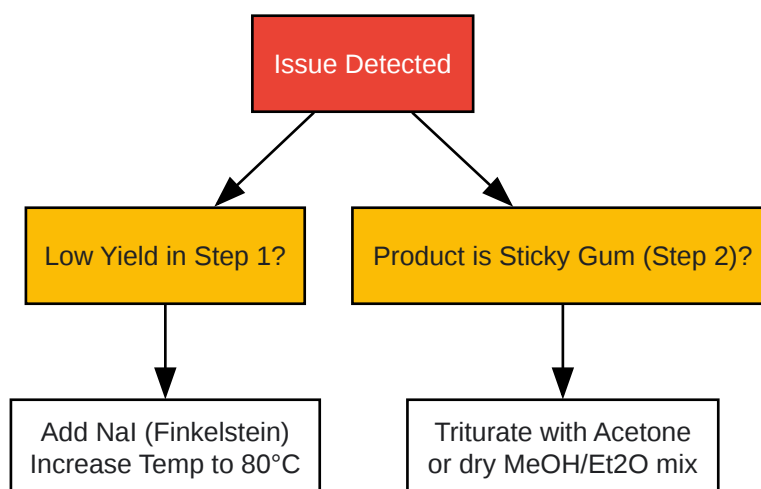 Issue Detected
Low Yield in Step 1?
Product is Sticky Gum (Step 2)?
Add NaI (Finkelstein)
Increase Temp to 80°C
Triturate with Acetone
or dry MeOH/Et2O mix